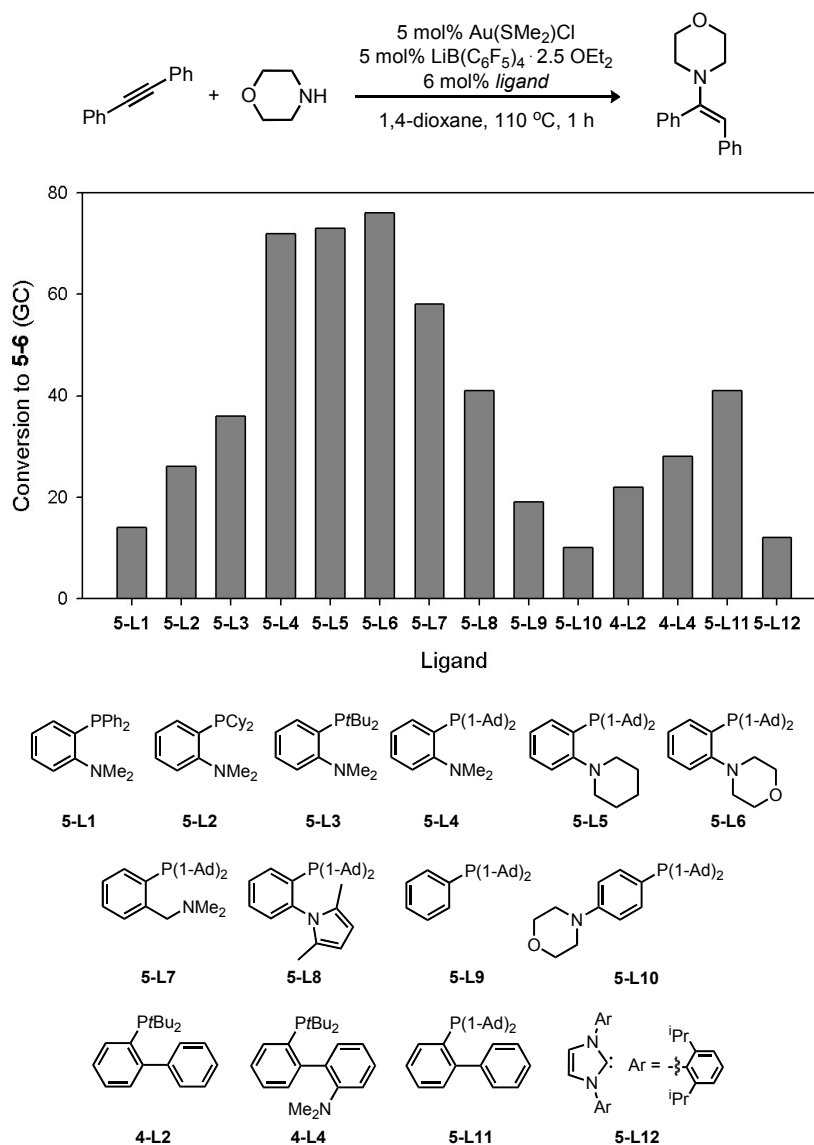 5 mol% Au(SMe₂)Cl
5 mol% LiB(C₆F₅)₄ · 2.5 OEt₂
6 mol% ligand
1,4-dioxane, 110 °C, 1 h
Ph
Ph
+
O
NH
O
N
Ph
Ph
Conversion to 5-6 (GC)
80
60
40
20
0
5-L1 5-L2 5-L3 5-L4 5-L5 5-L6 5-L7 5-L8 5-L9 5-L10 4-L2 4-L4 5-L11 5-L12
Ligand
PPh₂
NMe₂
5-L1
PCy₂
NMe₂
5-L2
PtBu₂
NMe₂
5-L3
P(1-Ad)₂
NMe₂
5-L4
P(1-Ad)₂
N
5-L5
P(1-Ad)₂
N
O
5-L6
P(1-Ad)₂
NMe₂
5-L7
P(1-Ad)₂
N
5-L8
P(1-Ad)₂
5-L9
P(1-Ad)₂
N
O
5-L10
PtBu₂
4-L2
PtBu₂
Me₂N
4-L4
P(1-Ad)₂
5-L11
Ar
N
:
N
Ar
Ar =
iPr
iPr
5-L12